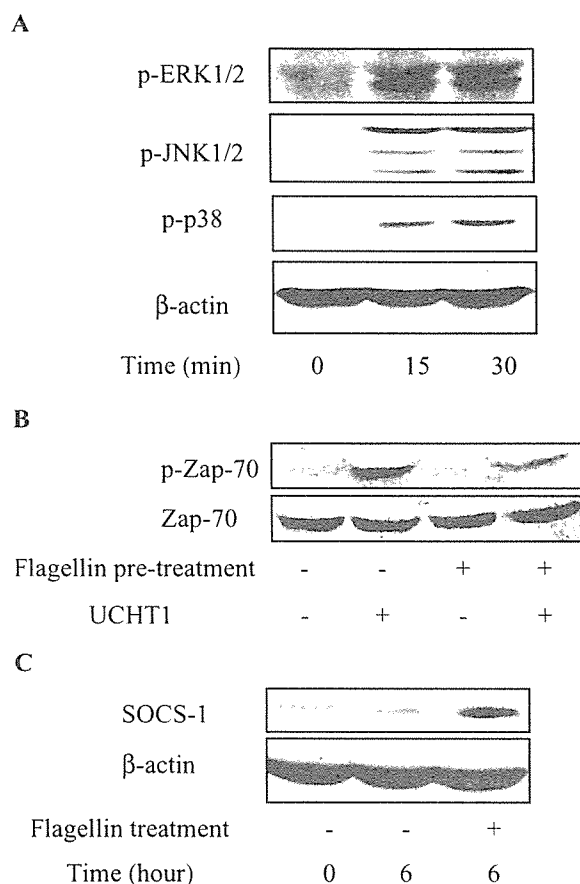 A
p-ERK1/2
p-JNK1/2
p-p38
β-actin
Time (min) 0 15 30
B
p-Zap-70
Zap-70
Flagellin pre-treatment - - + +
UCHT1 - + - +
C
SOCS-1
β-actin
Flagellin treatment - - +
Time (hour) 0 6 6